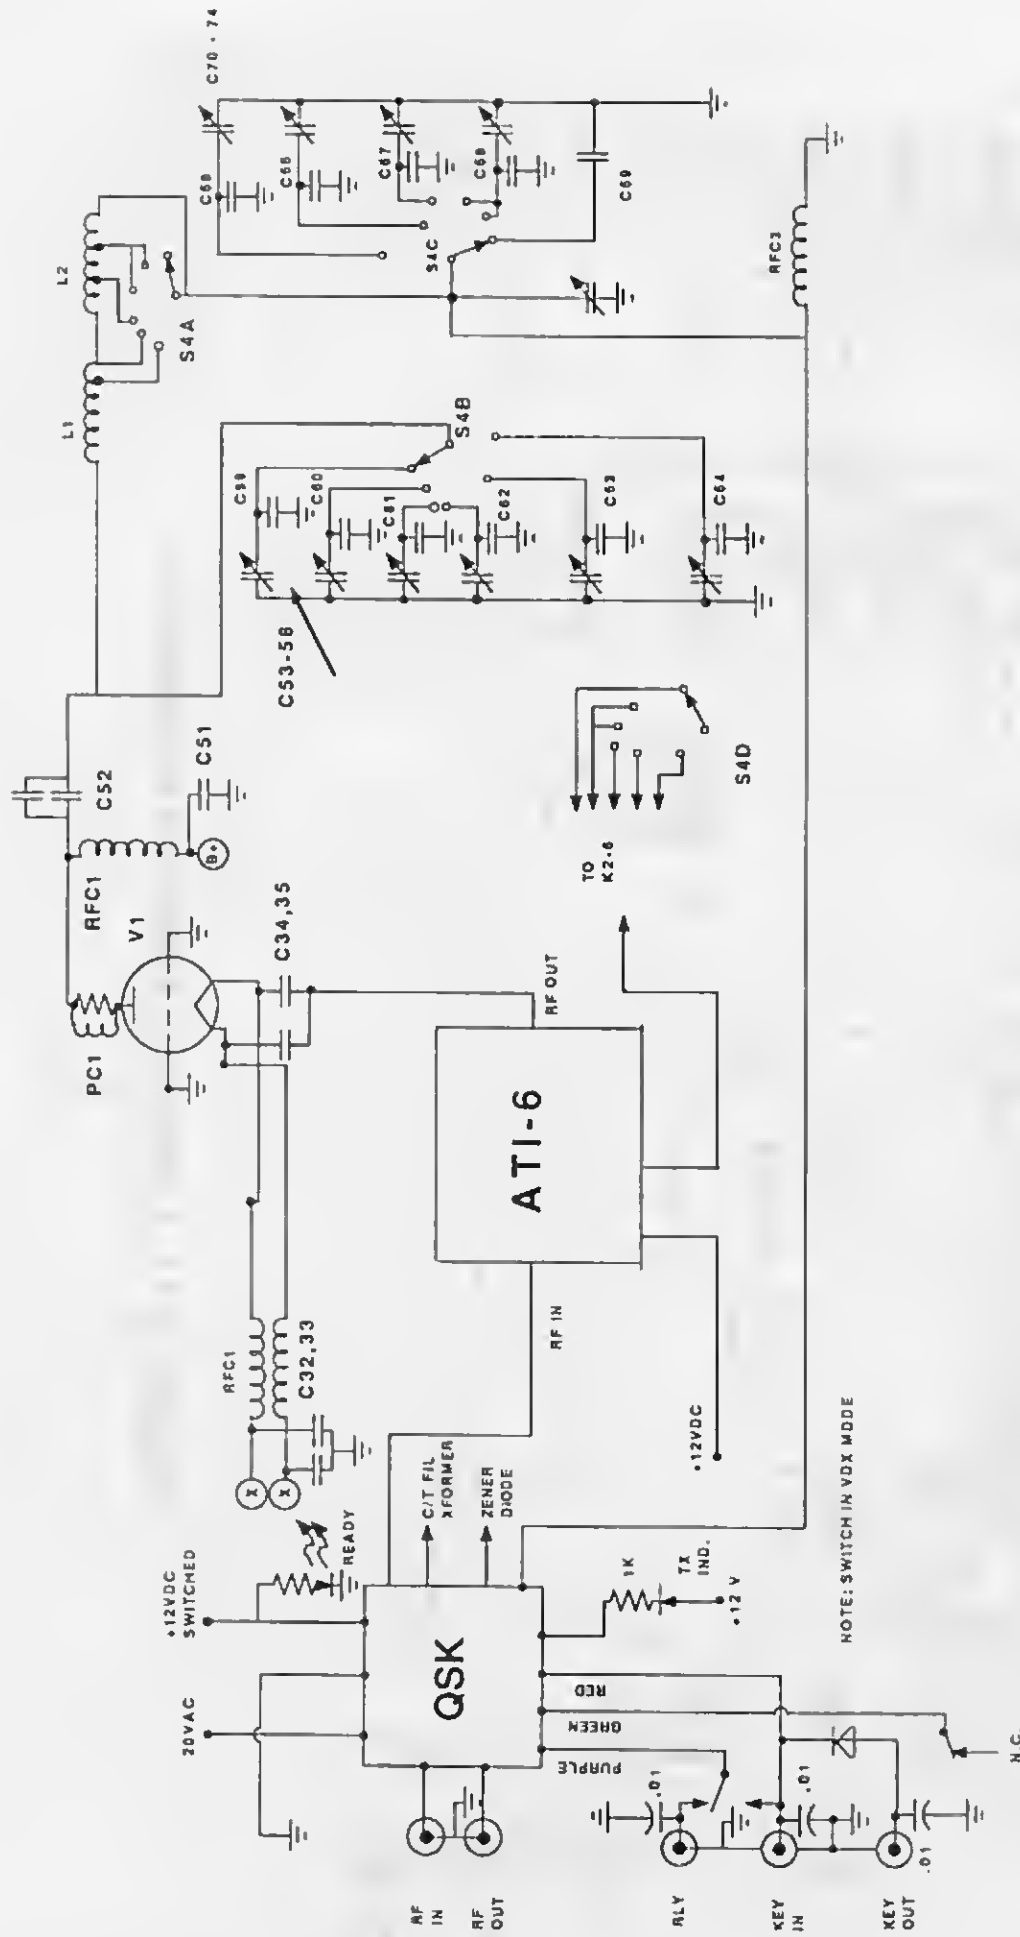 C70-74
C68
C66
C67
C68
C69
S4C
L2
L1
S4A
RFC3
S4B
C59
C60
C61
C62
C63
C64
C53-58
C52
C51
RFC1
B+
V1
PC1
C34,35
TO
K2-6
S4D
RF OUT
ATI-6
RF IN
+12VDC
RFC1
C32,33
X
X
+12VDC
SWITCHED
READY
20VAC
C/T FIL
XFORMER
ZENER
DIODE
QSK
1K
TX
IND.
+12 V
RED
GREEN
PURPLE
NOTE: SWITCH IN VOX MODE
N.C.
.01
.01
.01
RF
IN
RF
OUT
RLY
KEY
IN
KEY
OUT